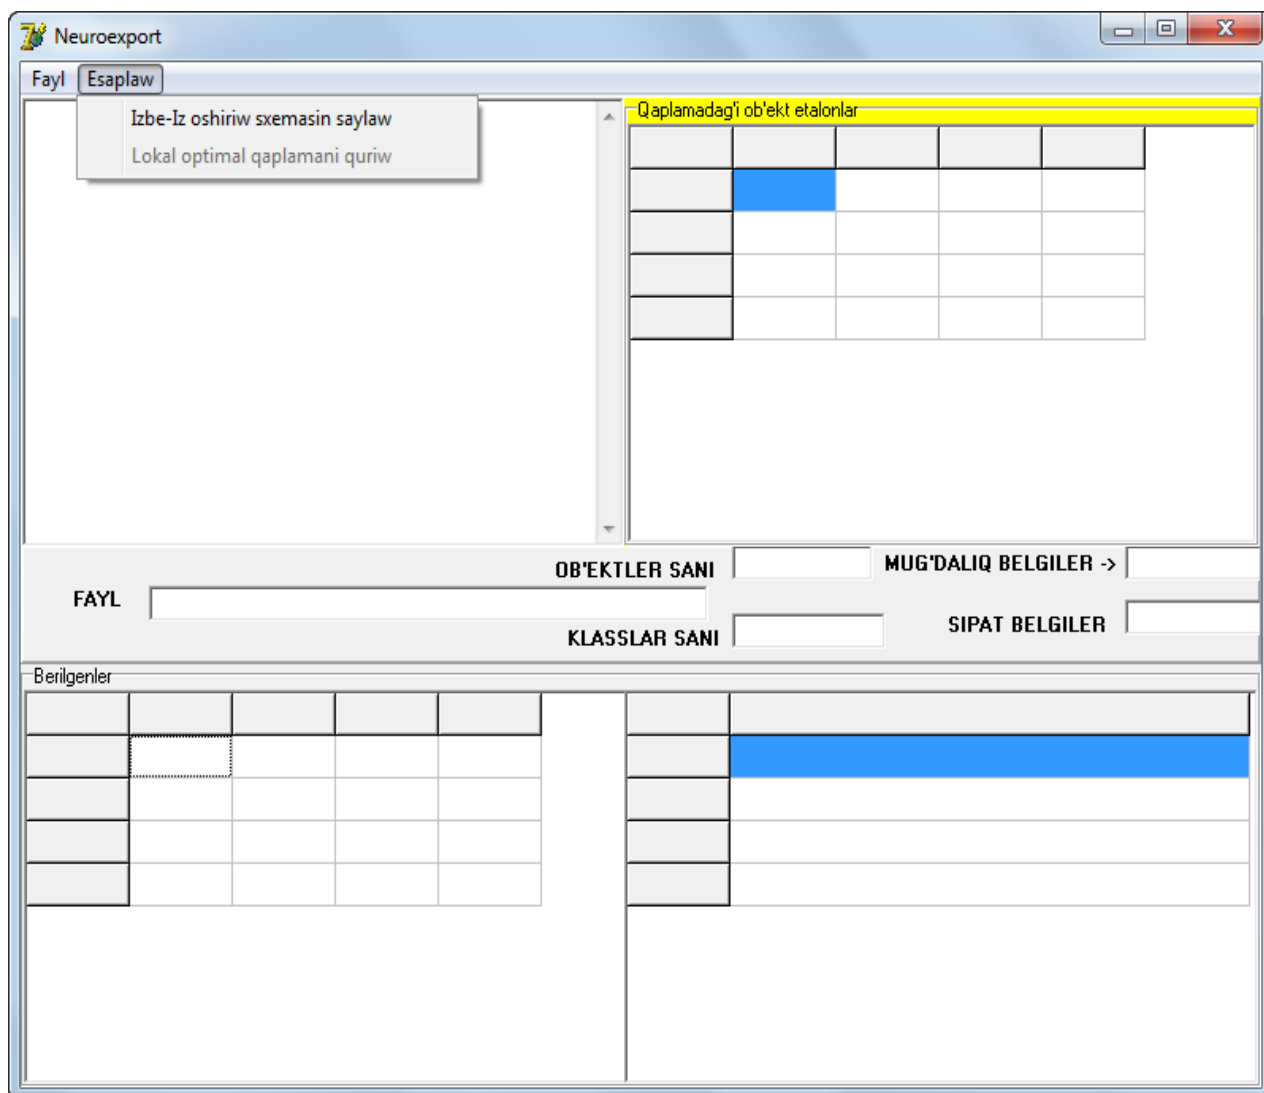 Neuroexport
Fayl Esaplaw
Izbe-Iz oshiriw sxemasin saylaw
Lokal optimal qaplamani quriw
Qaplamadag'i ob'ekt etalonlar
OB'EKTLER SANI
MUG'DALIQ BELGILER ->
FAYL
KLASSLAR SANI
SIPAT BELGILER
Berilgenler